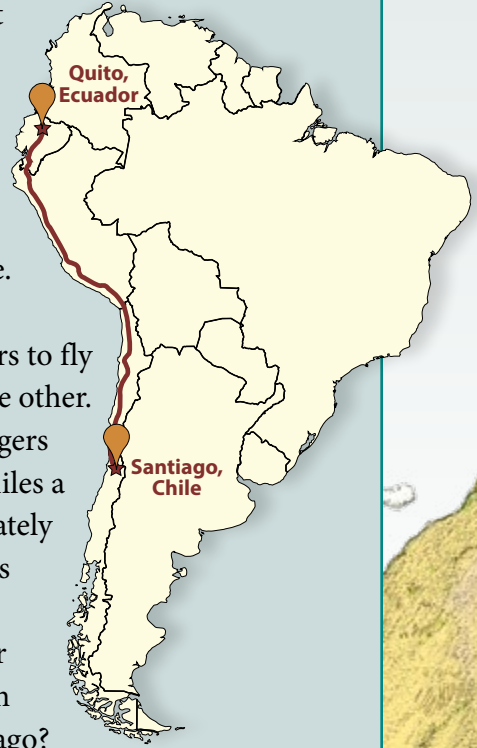 t
Quito,
Ecuador
e.
rs to fly
e other.
gers
iles a
Santiago,
Chile
ately
s
r
n
ago?